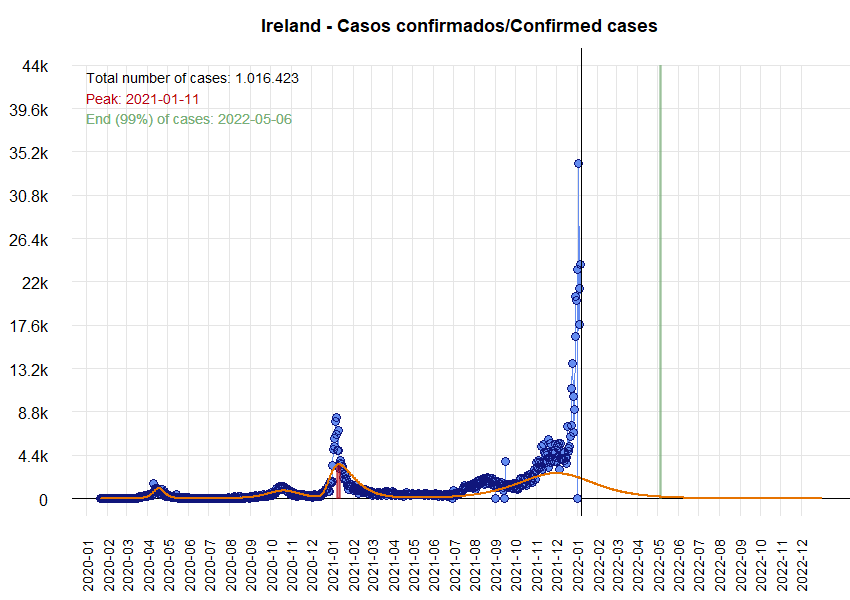 Ireland - Casos confirmados/Confirmed cases
44k
Total number of cases: 1.016.423
Peak: 2021-01-11
39.6k
End (99%) of cases: 2022-05-06
35.2k
30.8k
26.4k
22k
17.6k
13.2k
8.8k
4.4k
0
2020-01
2020-02
2020-03
2020-04
2020-05
2020-06
2020-07
2020-08
2020-09
2020-10
2020-11
2020-12
2021-01
2021-02
2021-03
2021-04
2021-05
2021-06
2021-07
2021-08
2021-09
2021-10
2021-11
2021-12
2022-01
2022-02
2022-03
2022-04
2022-05
2022-06
2022-07
2022-08
2022-09
2022-10
2022-11
2022-12